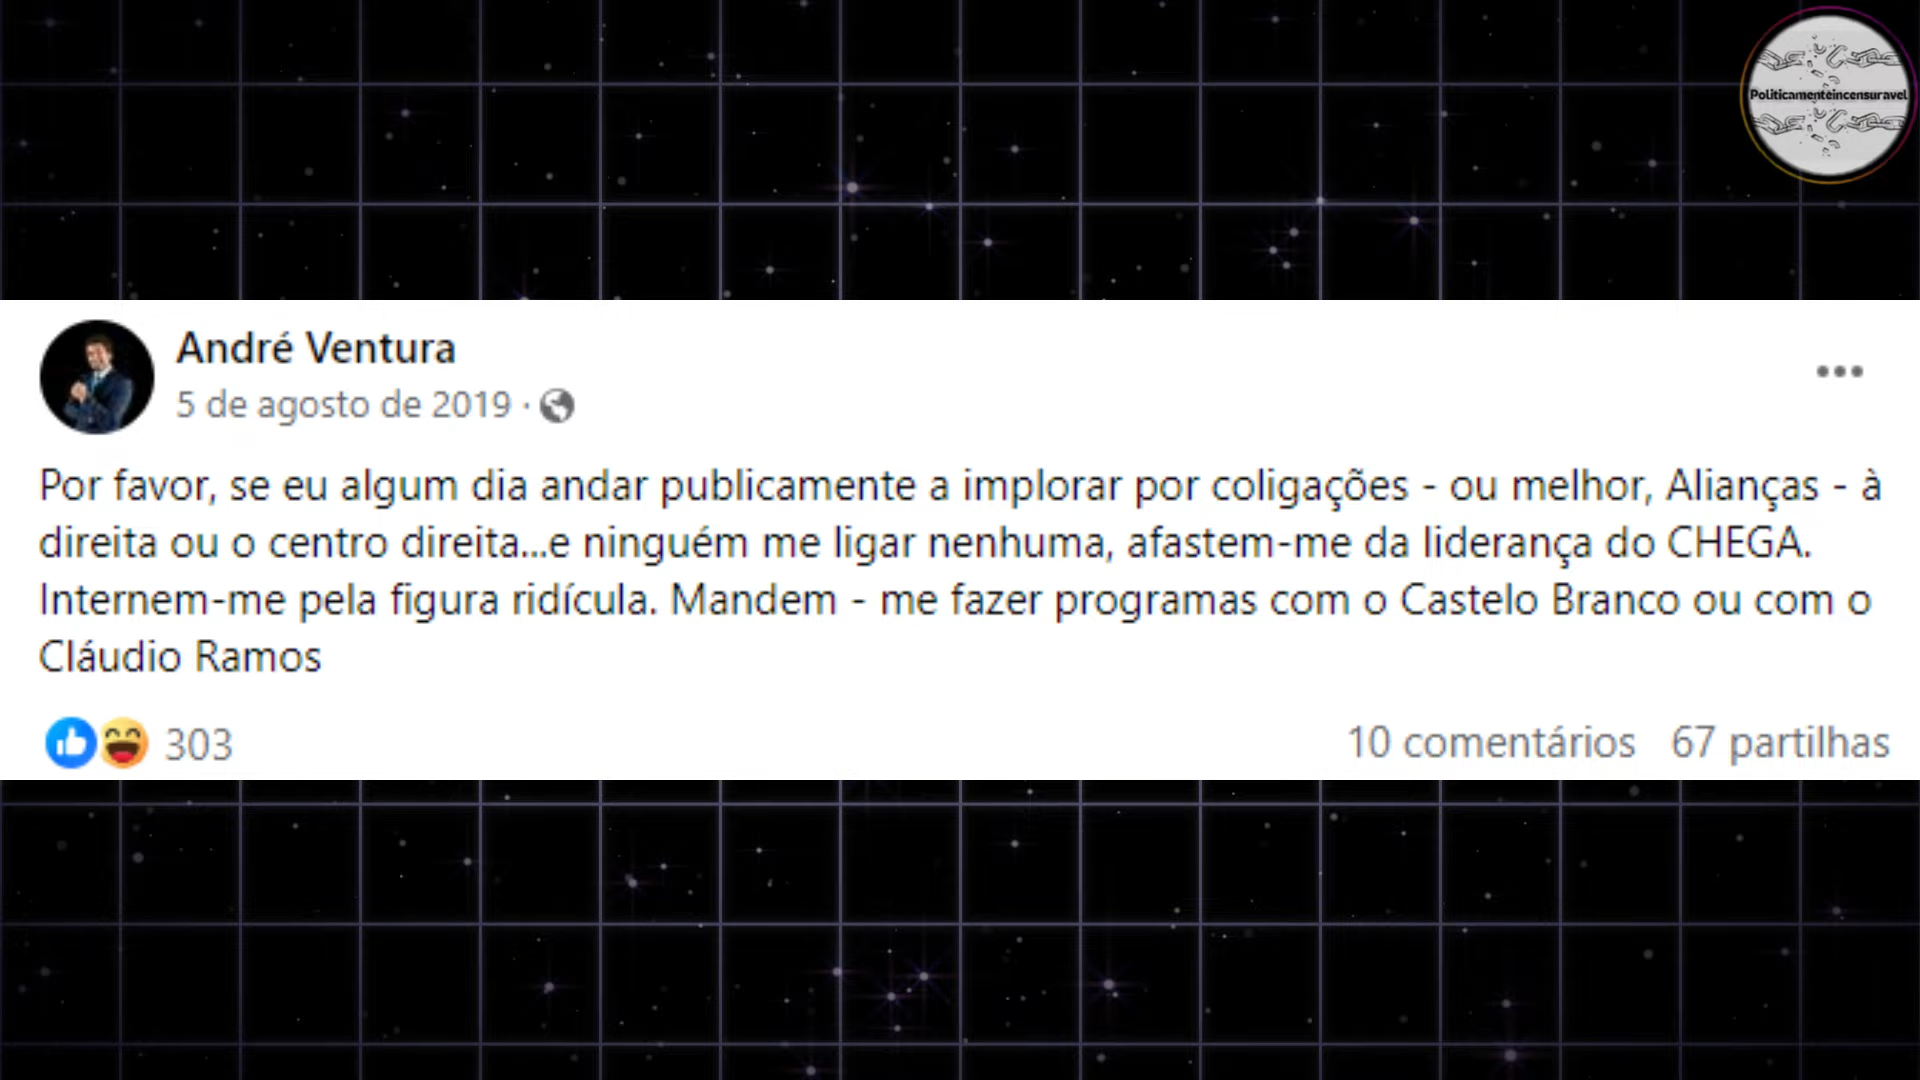 Politicamenteincensuravel
André Ventura
5 de agosto de 2019 ·
Por favor, se eu algum dia andar publicamente a implorar por coligações - ou melhor, Alianças - à
direita ou o centro direita...e ninguém me ligar nenhuma, afastem-me da liderança do CHEGA.
Internem-me pela figura ridícula. Mandem - me fazer programas com o Castelo Branco ou com o
Cláudio Ramos
303
10 comentários 67 partilhas